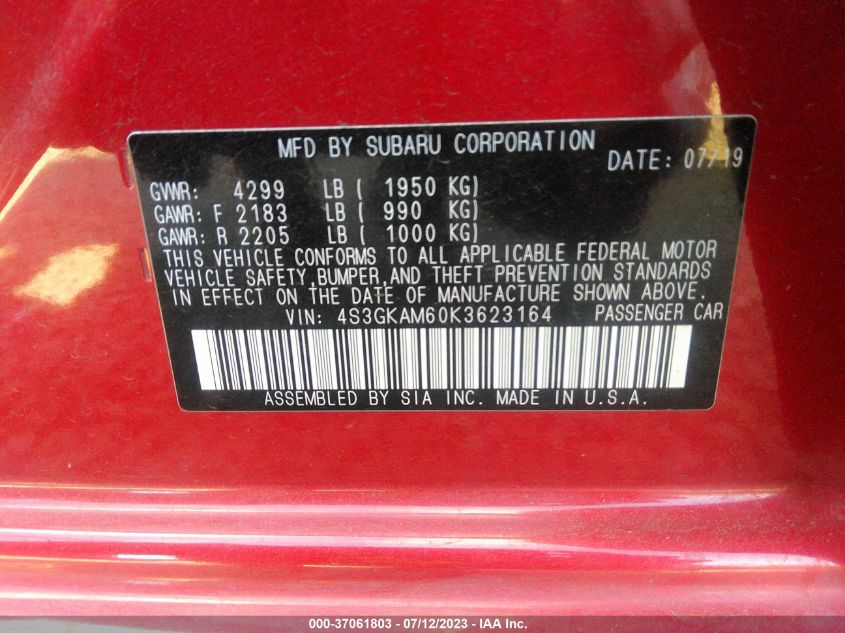 MFD BY SUBARU CORPORATION
DATE: 07/19
GVWR: 4299 LB ( 1950 KG)
GAWR: F 2183 LB ( 990 KG)
GAWR: R 2205 LB ( 1000 KG)
THIS VEHICLE CONFORMS TO ALL APPLICABLE FEDERAL MOTOR
VEHICLE SAFETY,BUMPER,AND THEFT PREVENTION STANDARDS
IN EFFECT ON THE DATE OF MANUFACTURE SHOWN ABOVE.
VIN: 4S3GKAM60K3623164 PASSENGER CAR
ASSEMBLED BY SIA INC. MADE IN U.S.A.
000-37061803 - 07/12/2023 - IAA Inc.